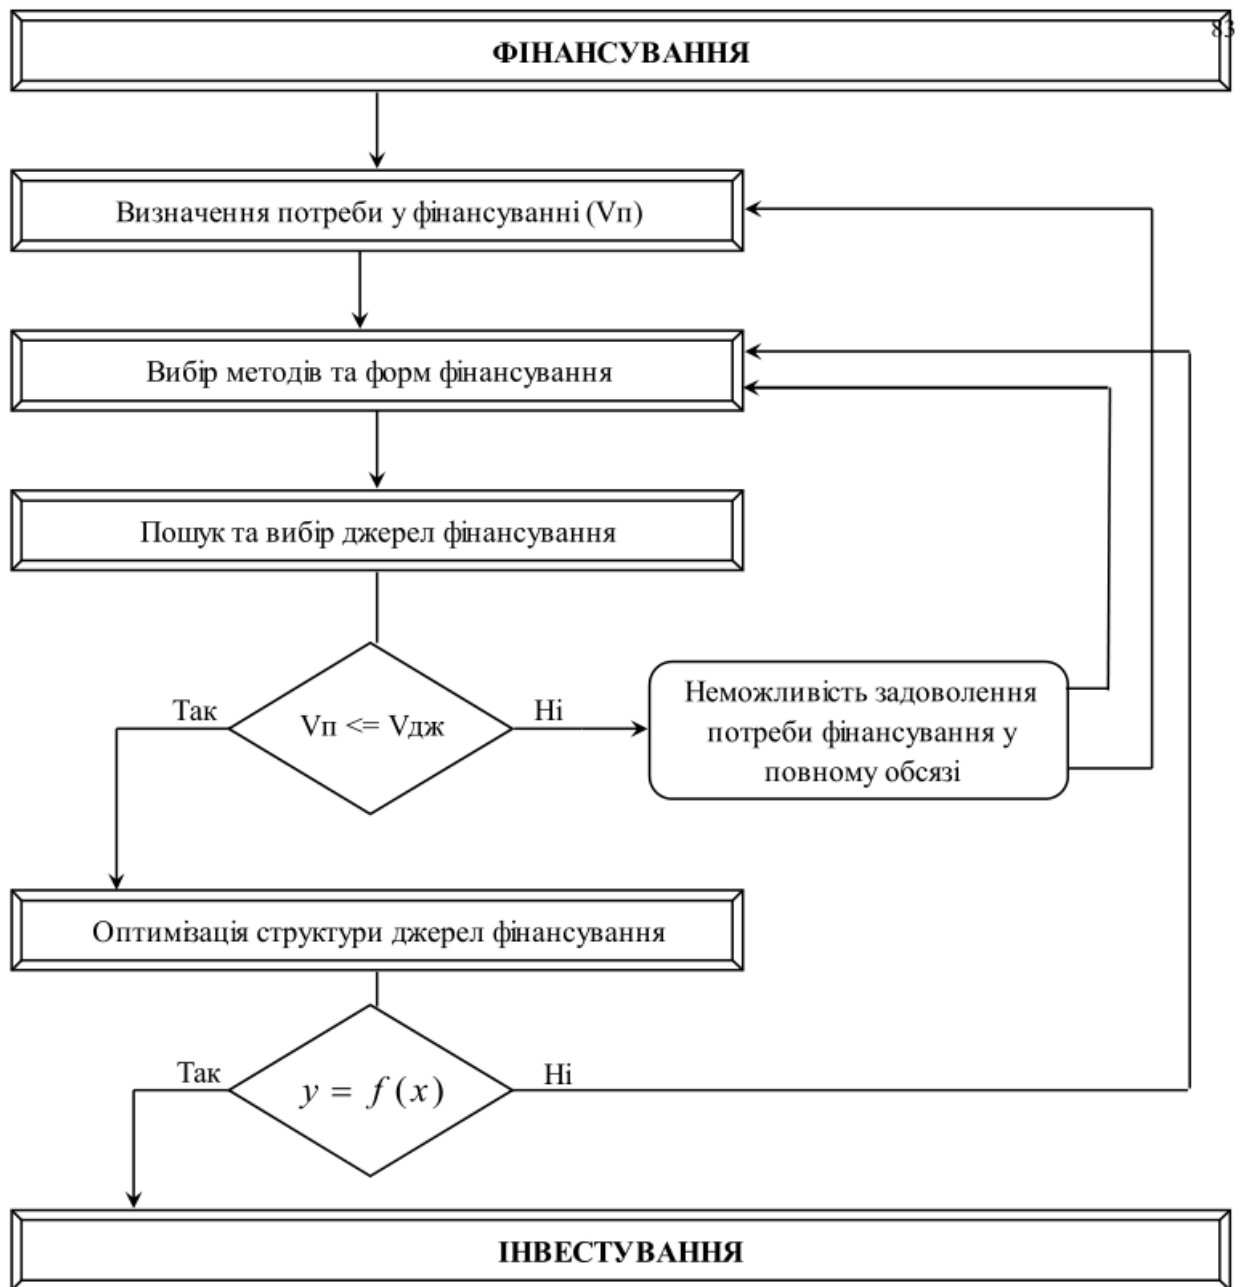 83
ФІНАНСУВАННЯ
Визначення потреби у фінансуванні (Vп)
Вибір методів та форм фінансування
Пошук та вибір джерел фінансування
Так
Vп <= Vдж
Ні
Неможливість задоволення
потреби фінансування у
повному обсязі
Оптимізація структури джерел фінансування
Так
y = f (x)
Ні
ІНВЕСТУВАННЯ